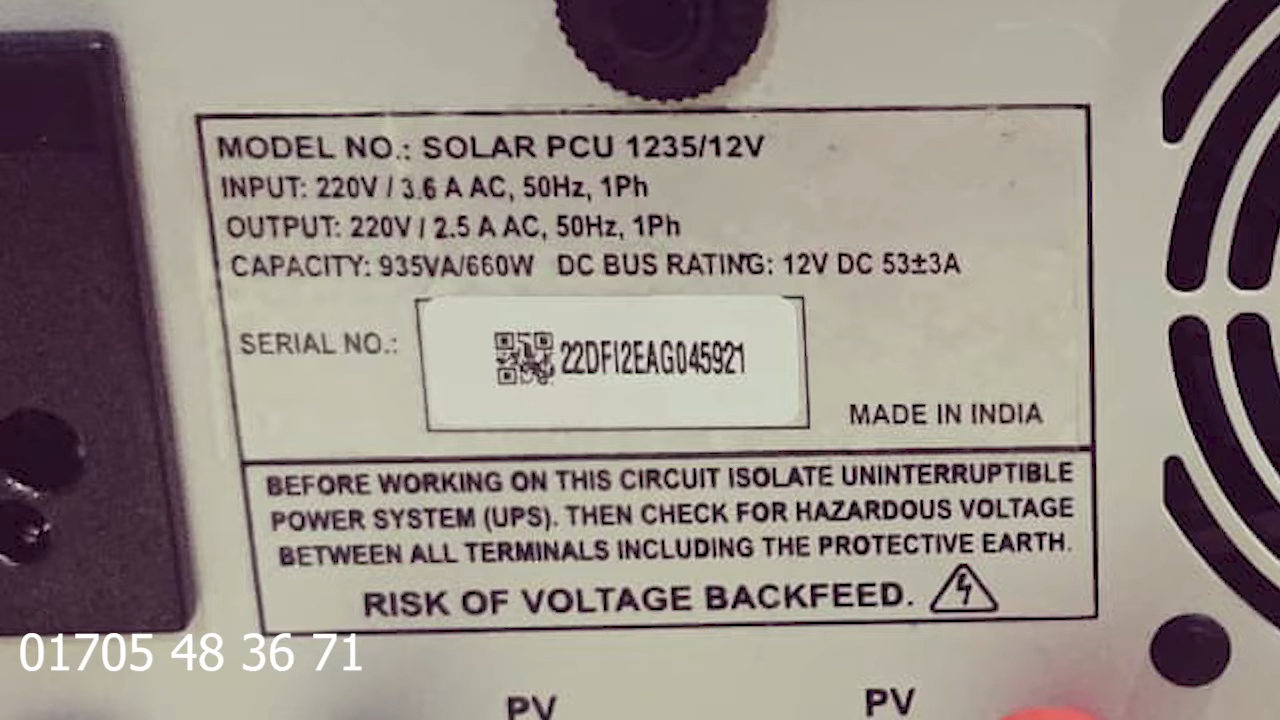 MODEL NO.: SOLAR PCU 1235/12V
INPUT: 220V / 3.6 A AC, 50Hz, 1Ph
OUTPUT: 220V / 2.5 A AC, 50Hz, 1Ph
CAPACITY: 935VA/660W DC BUS RATING: 12V DC 53±3A
SERIAL NO.: 22DFI2EAG045921
MADE IN INDIA
BEFORE WORKING ON THIS CIRCUIT ISOLATE UNINTERRUPTIBLE
POWER SYSTEM (UPS). THEN CHECK FOR HAZARDOUS VOLTAGE
BETWEEN ALL TERMINALS INCLUDING THE PROTECTIVE EARTH.
RISK OF VOLTAGE BACKFEED.
01705 48 36 71
PV PV